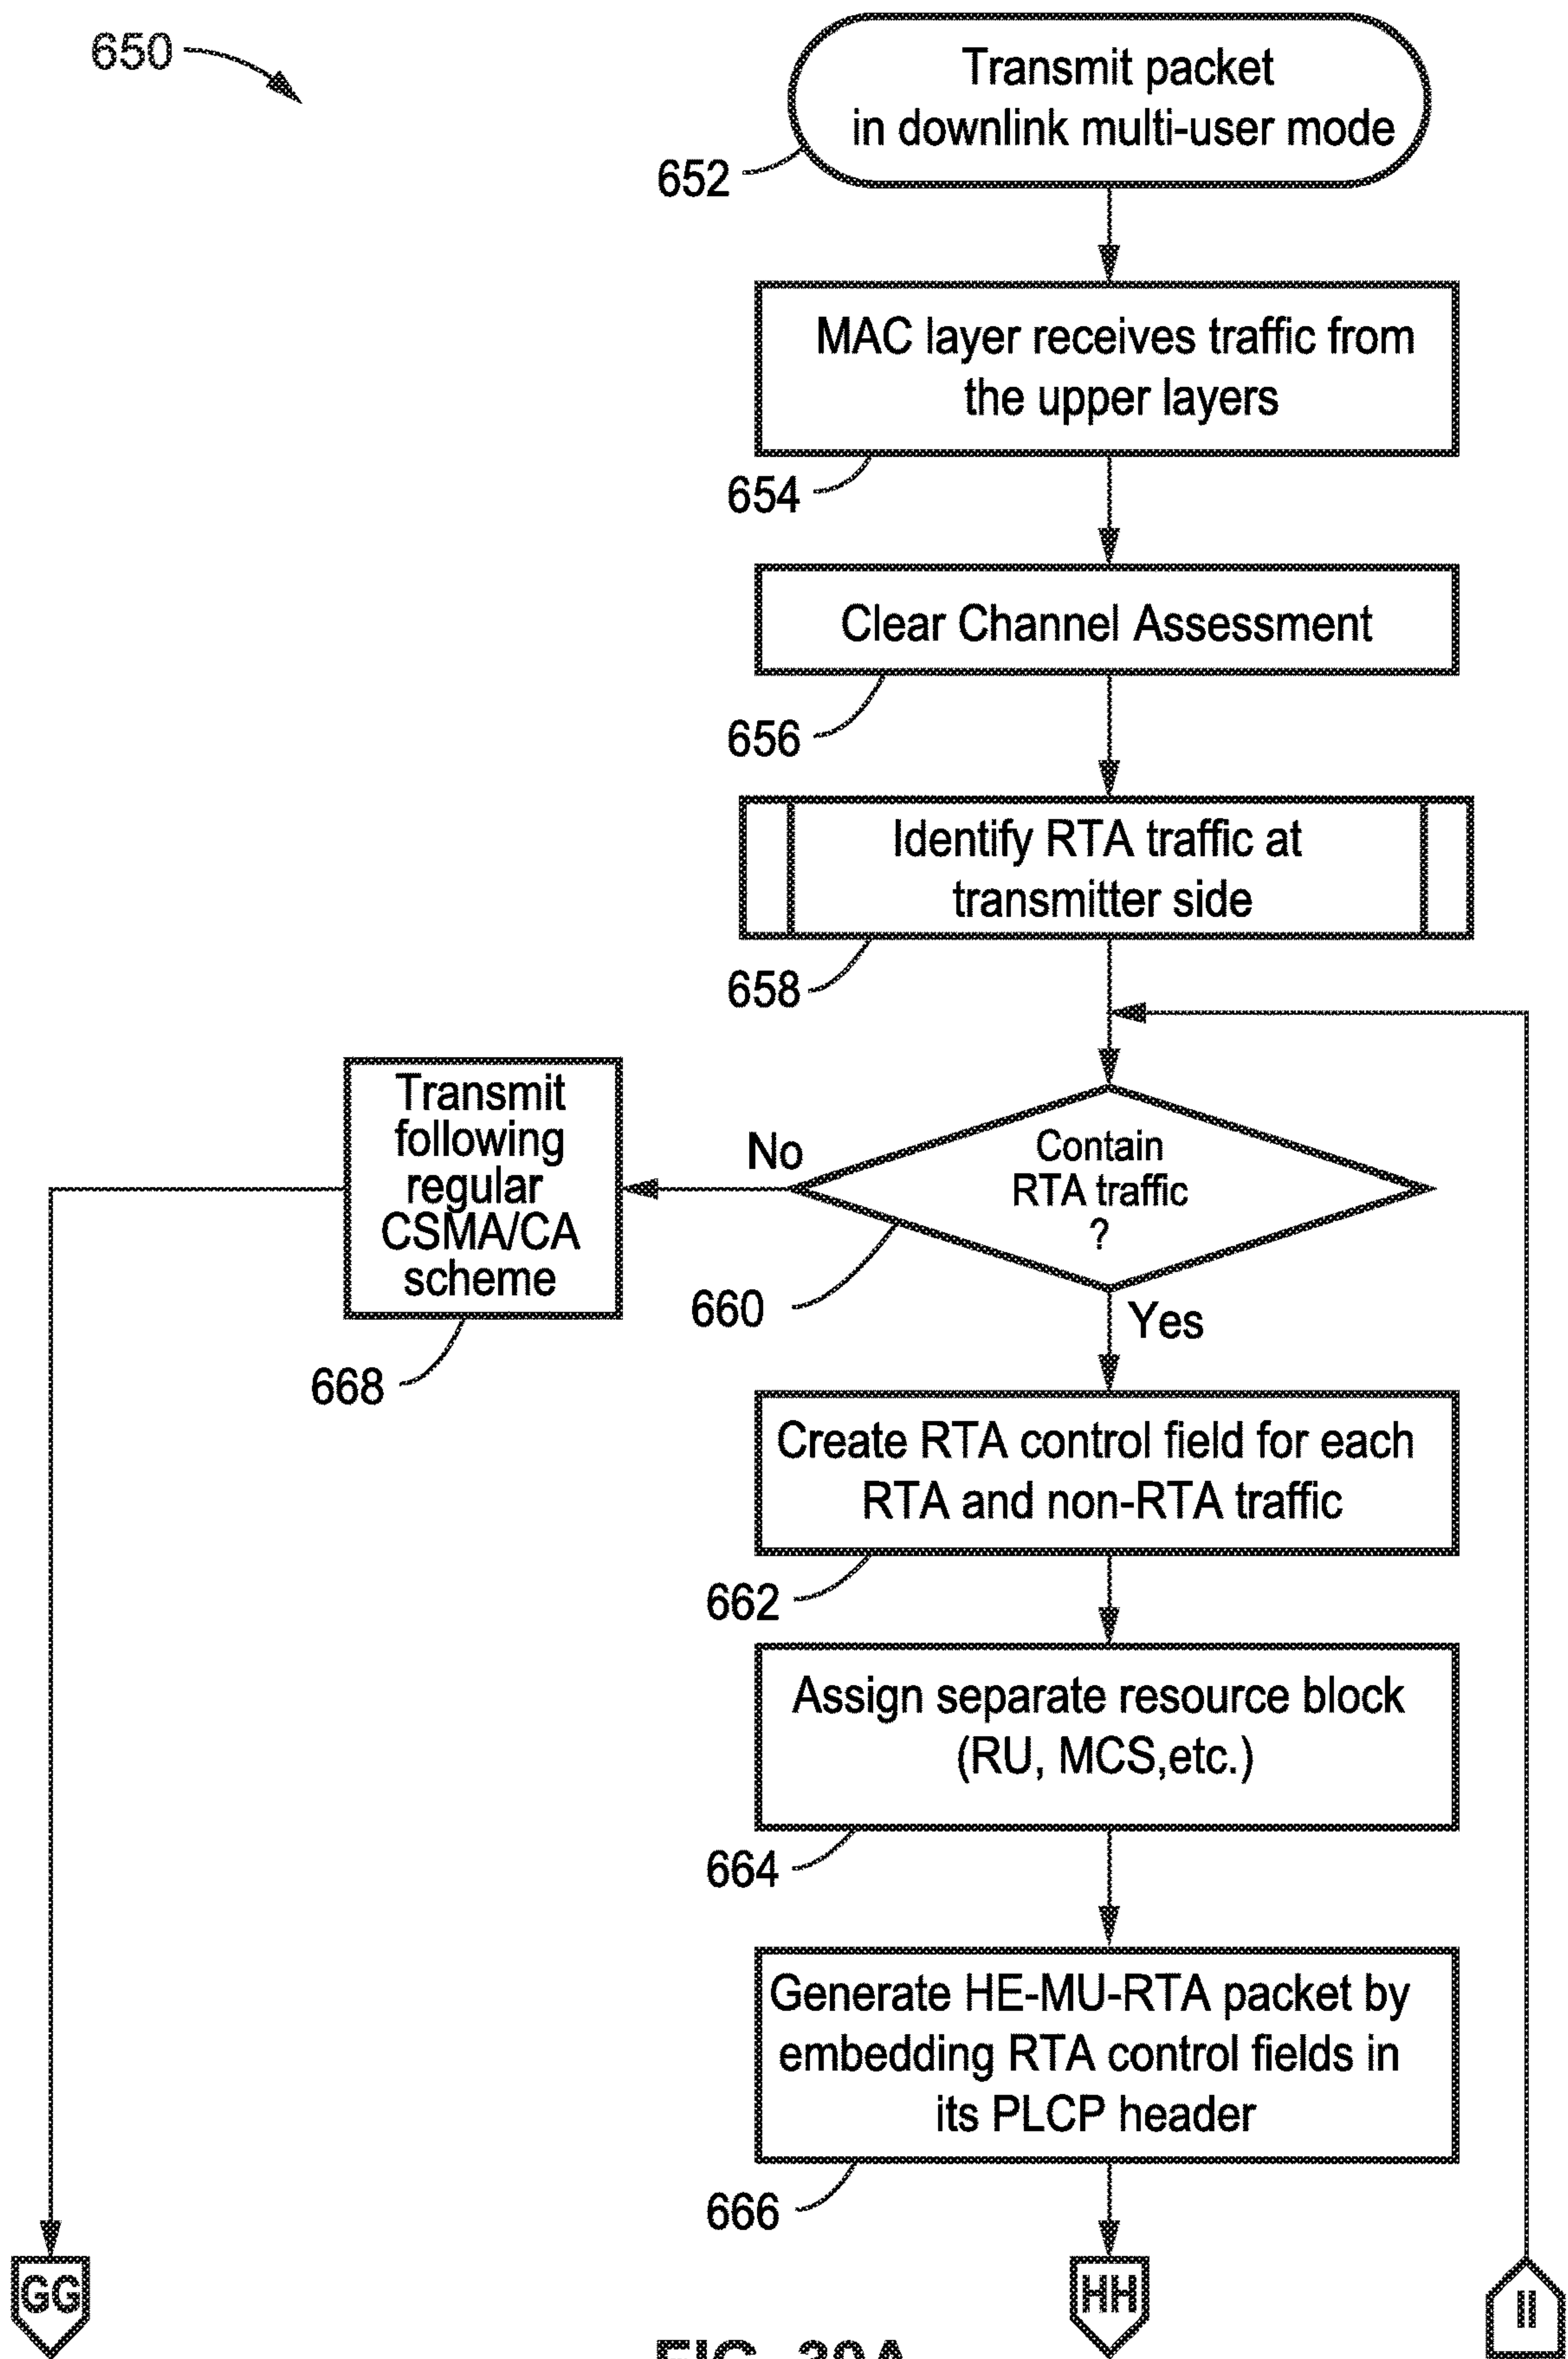 650
Transmit packet
in downlink multi-user mode
652
MAC layer receives traffic from
the upper layers
654
Clear Channel Assessment
656
Identify RTA traffic at
transmitter side
658
Transmit
following
regular
CSMA/CA
scheme
668
No
Contain
RTA traffic
?
660
Yes
Create RTA control field for each
RTA and non-RTA traffic
662
Assign separate resource block
(RU, MCS,etc.)
664
Generate HE-MU-RTA packet by
embedding RTA control fields in
its PLCP header
666
GG
HH
II